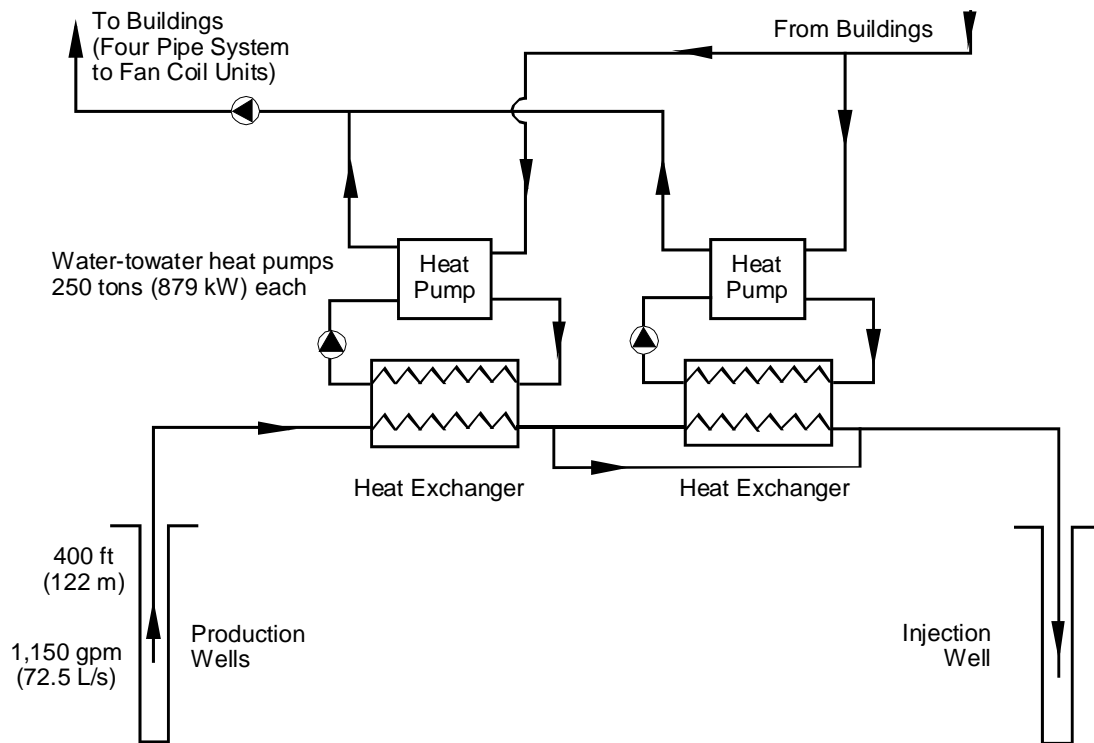 To Buildings
(Four Pipe System
to Fan Coil Units)
From Buildings
Water-towater heat pumps
250 tons (879 kW) each
Heat
Pump
Heat
Pump
Heat Exchanger
Heat Exchanger
400 ft
(122 m)
1,150 gpm
(72.5 L/s)
Production
Wells
Injection
Well